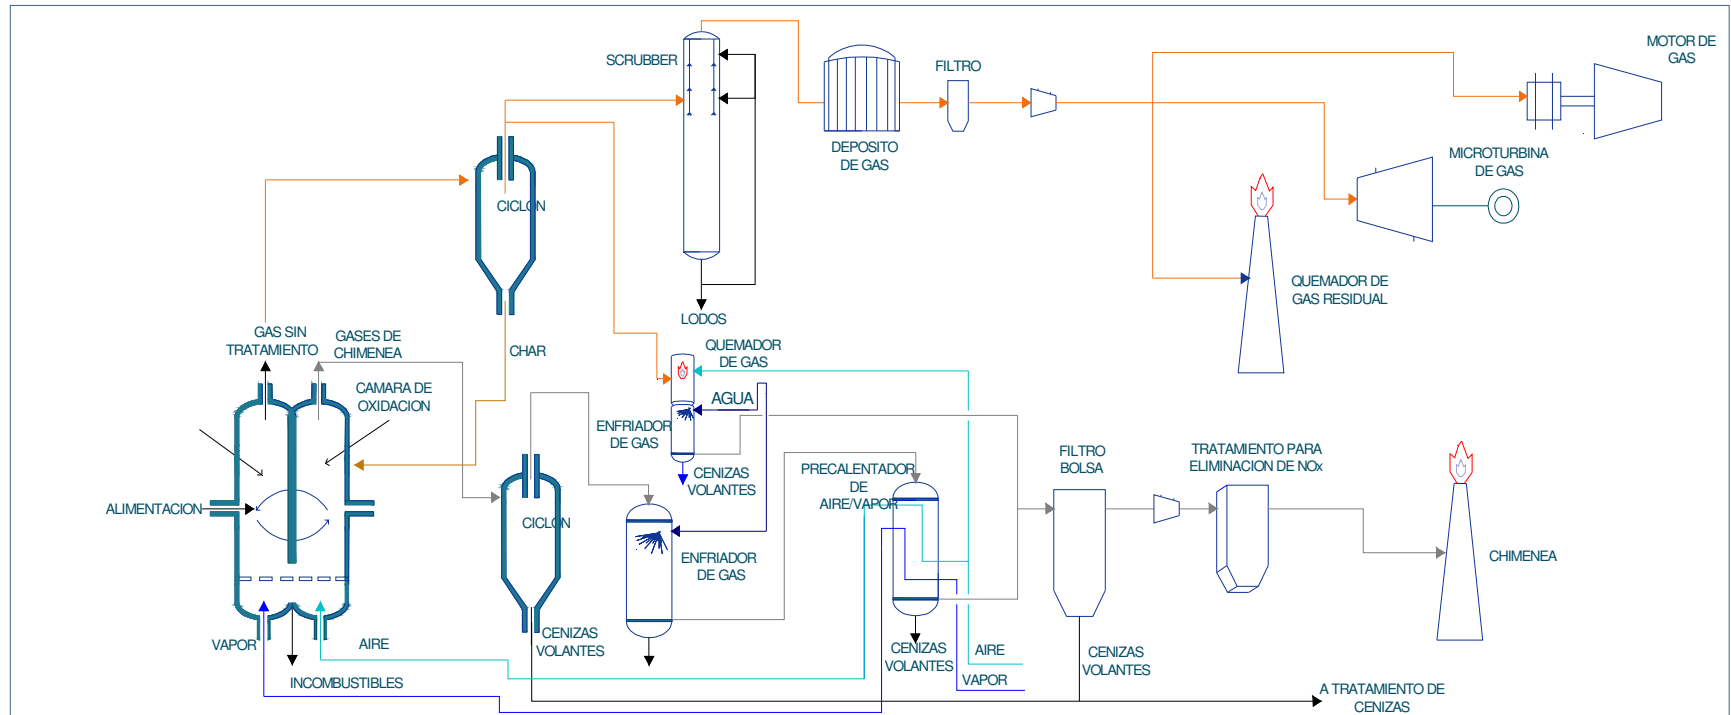 MOTOR DE
GAS
SCRUBBER
FILTRO
DEPOSITO
DE GAS
MICROTURBINA
DE GAS
CICLON
QUEMADOR DE
GAS RESIDUAL
LODOS
GAS SIN
TRATAMIENTO
GASES DE
CHIMENEA
CHAR
QUEMADOR
DE GAS
CAMARA DE
OXIDACION
AGUA
ENFRIADOR
DE GAS
CENIZAS
VOLANTES
PRECALENTADOR
DE
AIRE/VAPOR
FILTRO
BOLSA
TRATAMIENTO PARA
ELIMINACION DE NOx
ALIMENTACION
CICLON
ENFRIADOR
DE GAS
CHIMENEA
VAPOR
AIRE
CENIZAS
VOLANTES
CENIZAS
VOLANTES
AIRE
VAPOR
CENIZAS
VOLANTES
INCOMBUSTIBLES
A TRATAMIENTO DE
CENIZAS